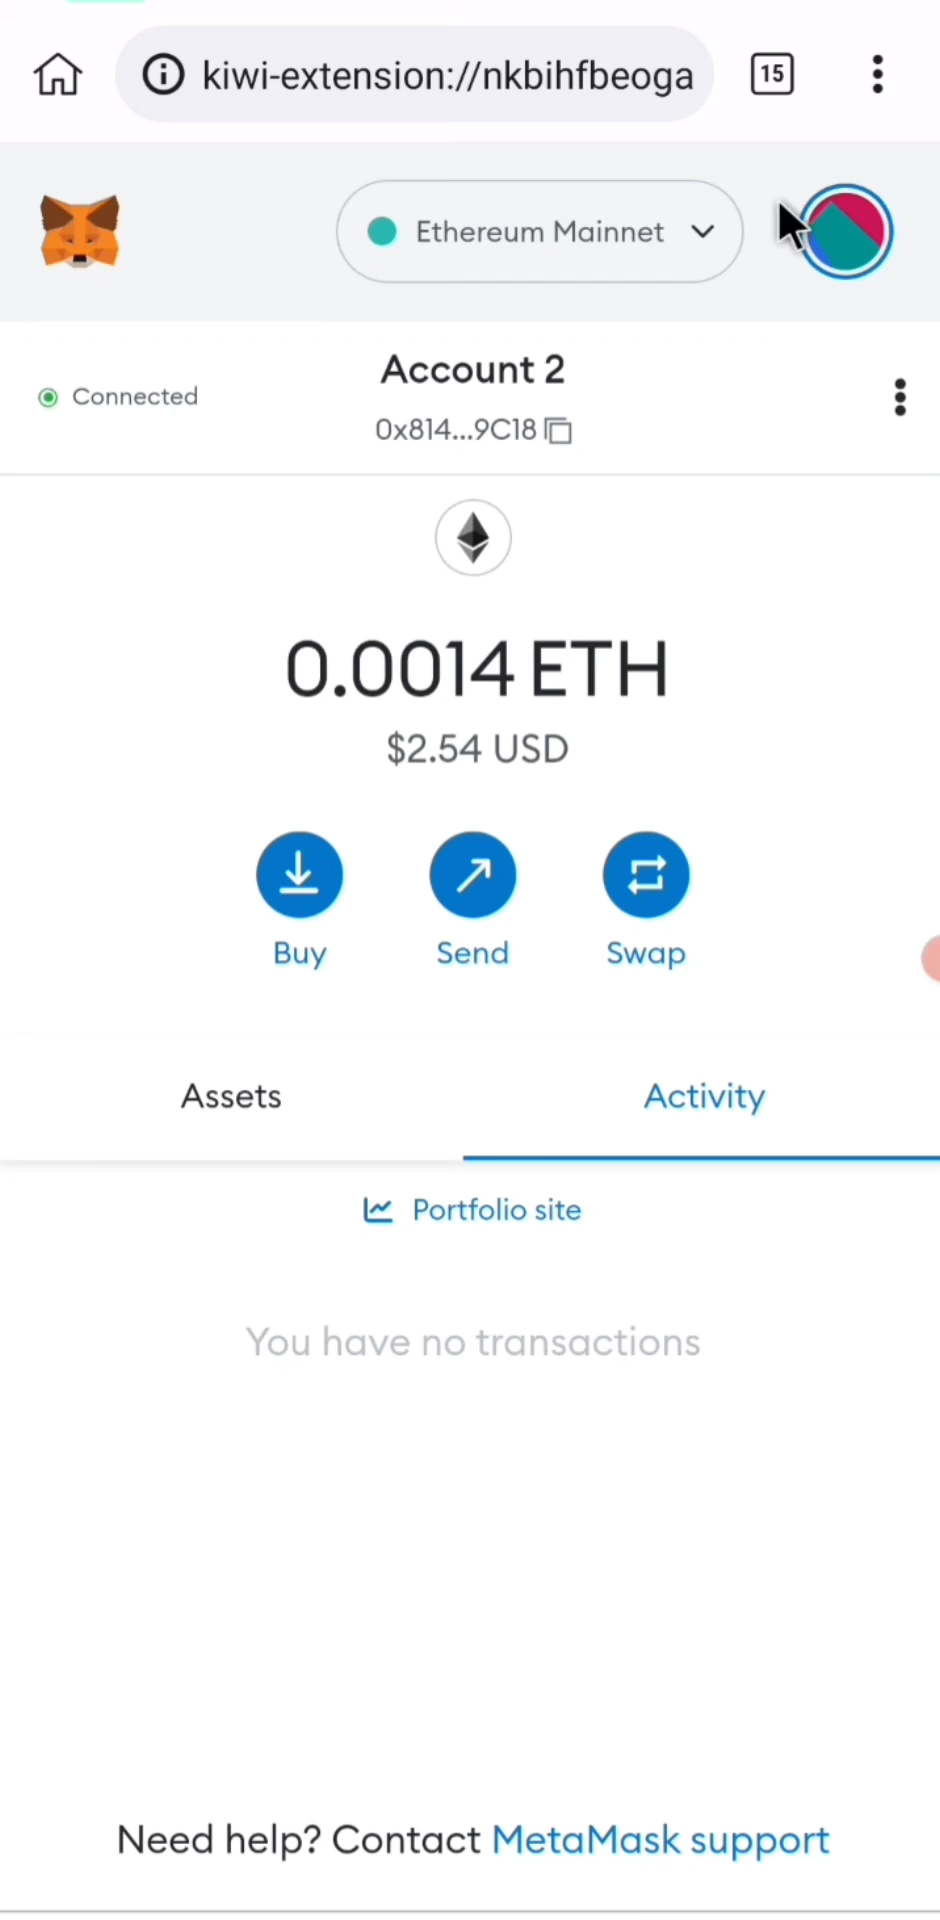 kiwi-extension://nkbihfbeoga
15
Ethereum Mainnet
Connected
Account 2
0x814...9C18
0.0014 ETH
$2.54 USD
Buy
Send
Swap
Assets
Activity
Portfolio site
You have no transactions
Need help? Contact MetaMask support